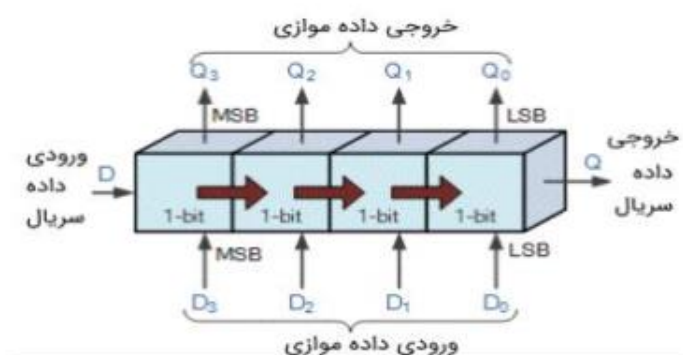 خروجی داده موازی
Q₃ Q₂ Q₁ Q₀
MSB LSB
ورودی
داده
سریال
D
خروجی
داده
سریال
Q
1-bit 1-bit 1-bit 1-bit
MSB LSB
D₃ D₂ D₁ D₀
ورودی داده موازی